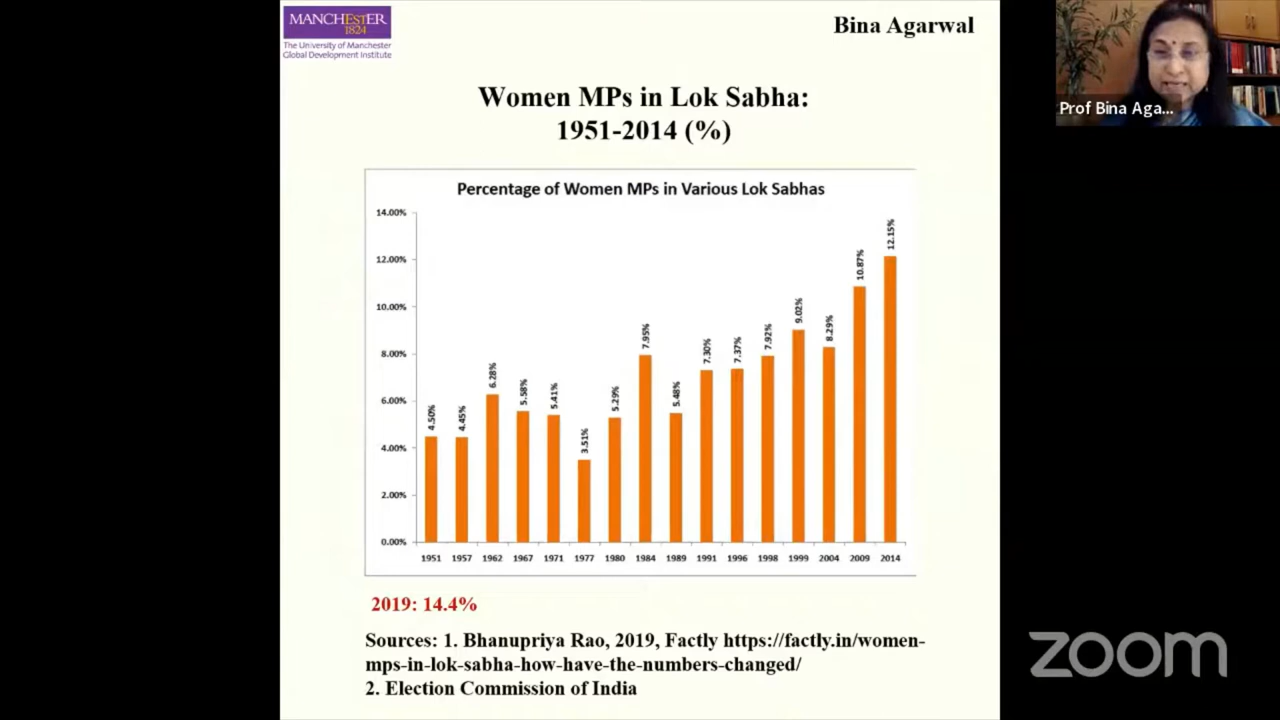 MANCHESTER
1824
The University of Manchester
Global Development Institute
Bina Agarwal
Prof Bina Aga...
Women MPs in Lok Sabha:
1951-2014 (%)
Percentage of Women MPs in Various Lok Sabhas
14.00%
12.00%
10.00%
8.00%
6.00%
4.00%
2.00%
0.00%
4.50%
4.45%
6.28%
5.58%
5.41%
3.51%
5.29%
7.95%
5.48%
7.30%
7.37%
7.92%
9.02%
8.29%
10.87%
12.15%
1951 1957 1962 1967 1971 1977 1980 1984 1989 1991 1996 1998 1999 2004 2009 2014
2019: 14.4%
Sources: 1. Bhanupriya Rao, 2019, Factly https://factly.in/women-
mps-in-lok-sabha-how-have-the-numbers-changed/
2. Election Commission of India
zoom